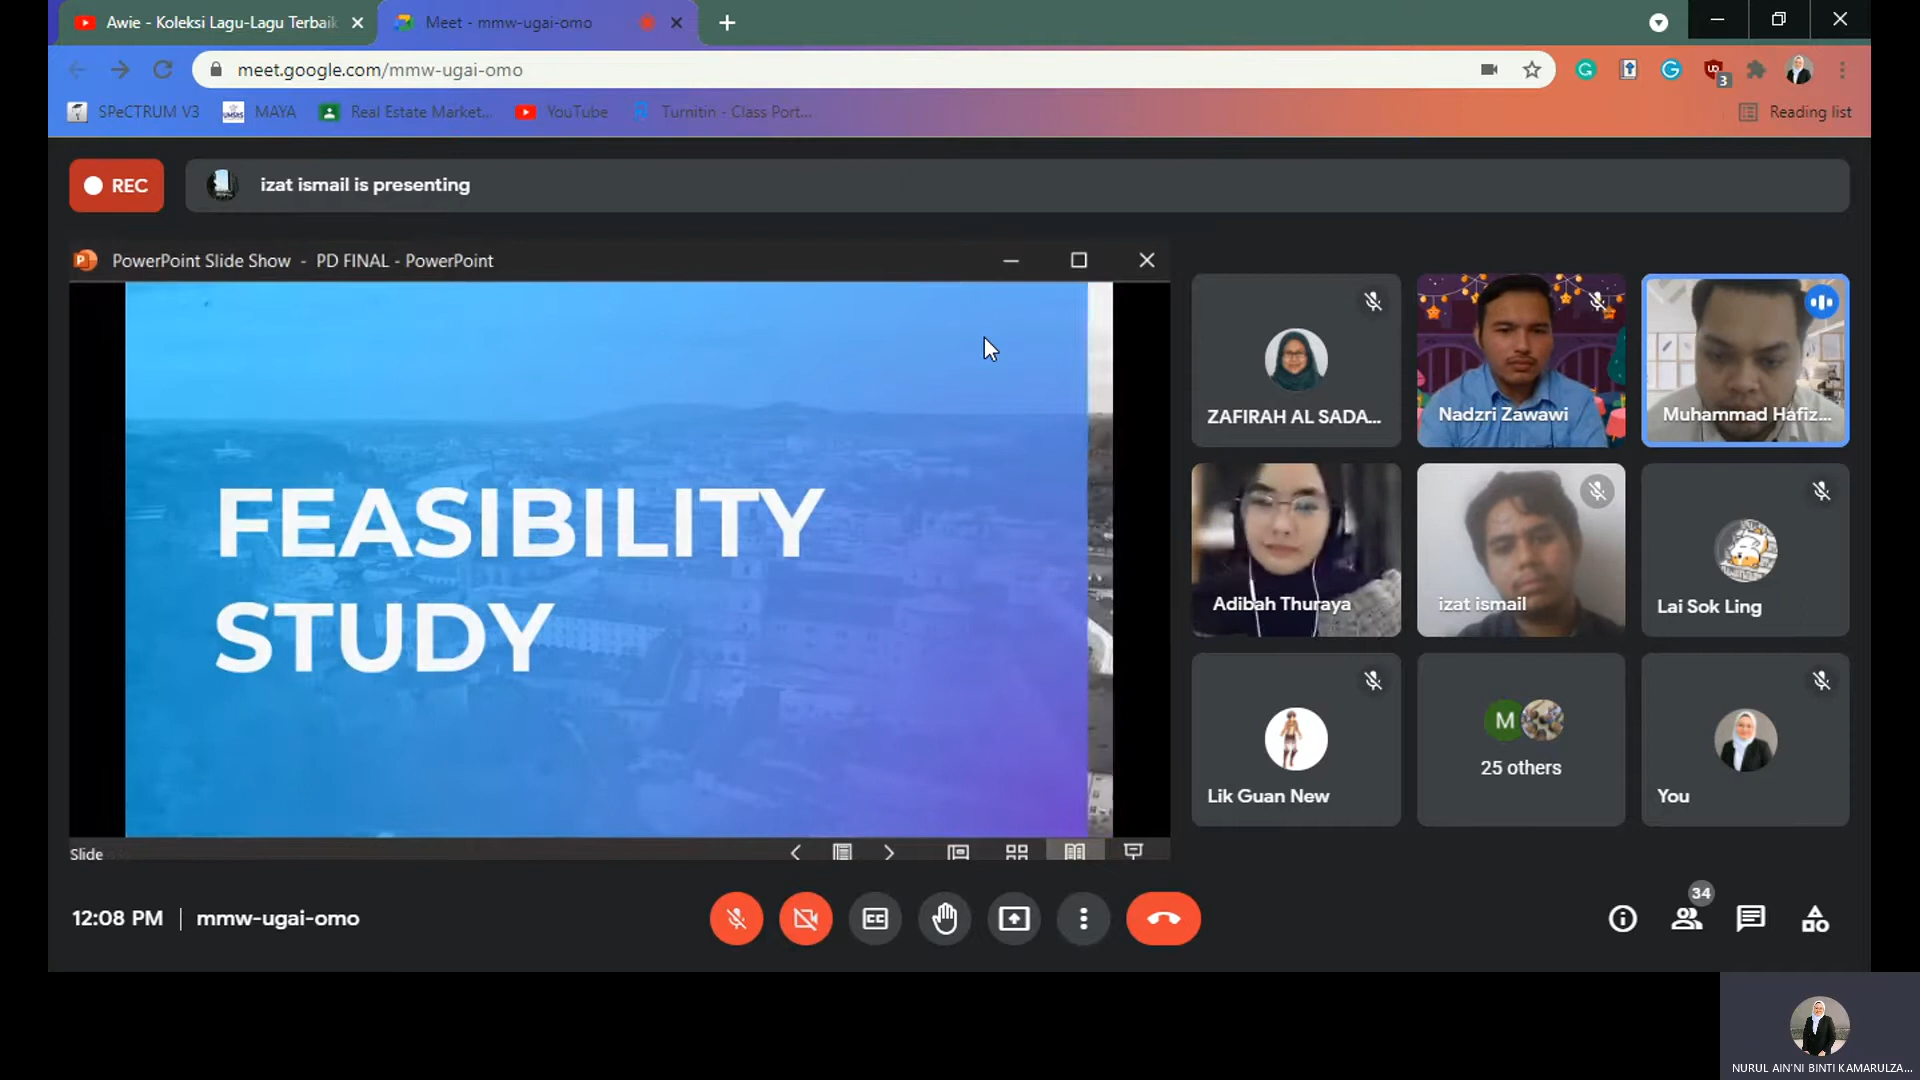 Awie - Koleksi Lagu-Lagu Terbaik
Meet - mmw-ugai-omo
meet.google.com/mmw-ugai-omo
3
SPeCTRUM V3
MAYA
Real Estate Market...
YouTube
Turnitin - Class Port...
Reading list
REC
izat ismail is presenting
PowerPoint Slide Show - PD FINAL - PowerPoint
FEASIBILITY
STUDY
Slide
ZAFIRAH AL SADA...
Nadzri Zawawi
Muhammad Hafiz...
Adibah Thuraya
izat ismail
Lai Sok Ling
Lik Guan New
M
25 others
You
12:08 PM | mmw-ugai-omo
CC
34
NURUL AIN'NI BINTI KAMARULZA...